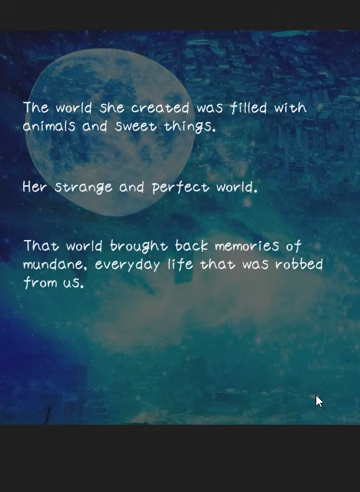 The world she created was filled with
animals and sweet things.
Her strange and perfect world.
That world brought back memories of
mundane, everyday life that was robbed
from us.